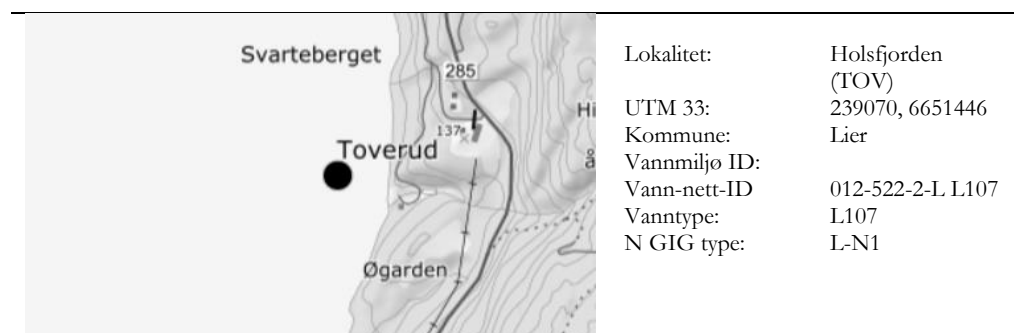 Svarteberget
285
Hi
137
Toverud
å
Øgarden
Lokalitet: Holsfjorden
(TOV)
UTM 33: 239070, 6651446
Kommune: Lier
Vannmiljø ID:
Vann-nett-ID 012-522-2-L L107
Vanntype: L107
N GIG type: L-N1